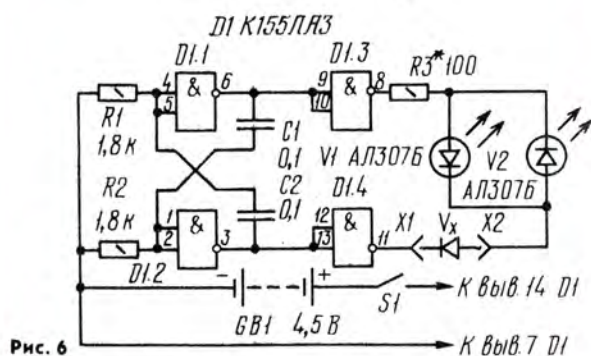 D1 К155ЛА3
D1.1
D1.3
R3* 100
4
5
&
6
9
10
&
8
R1
1,8 к
C1
0,1
V1 АЛ307Б
V2
АЛ307Б
R2
1,8 к
C2
0,1
D1.4
1
2
&
3
12
13
&
11
X1
Vx
X2
D1.2
- +
S1
К выв. 14 D1
GB1 4,5 В
Рис. 6
К выв. 7 D1